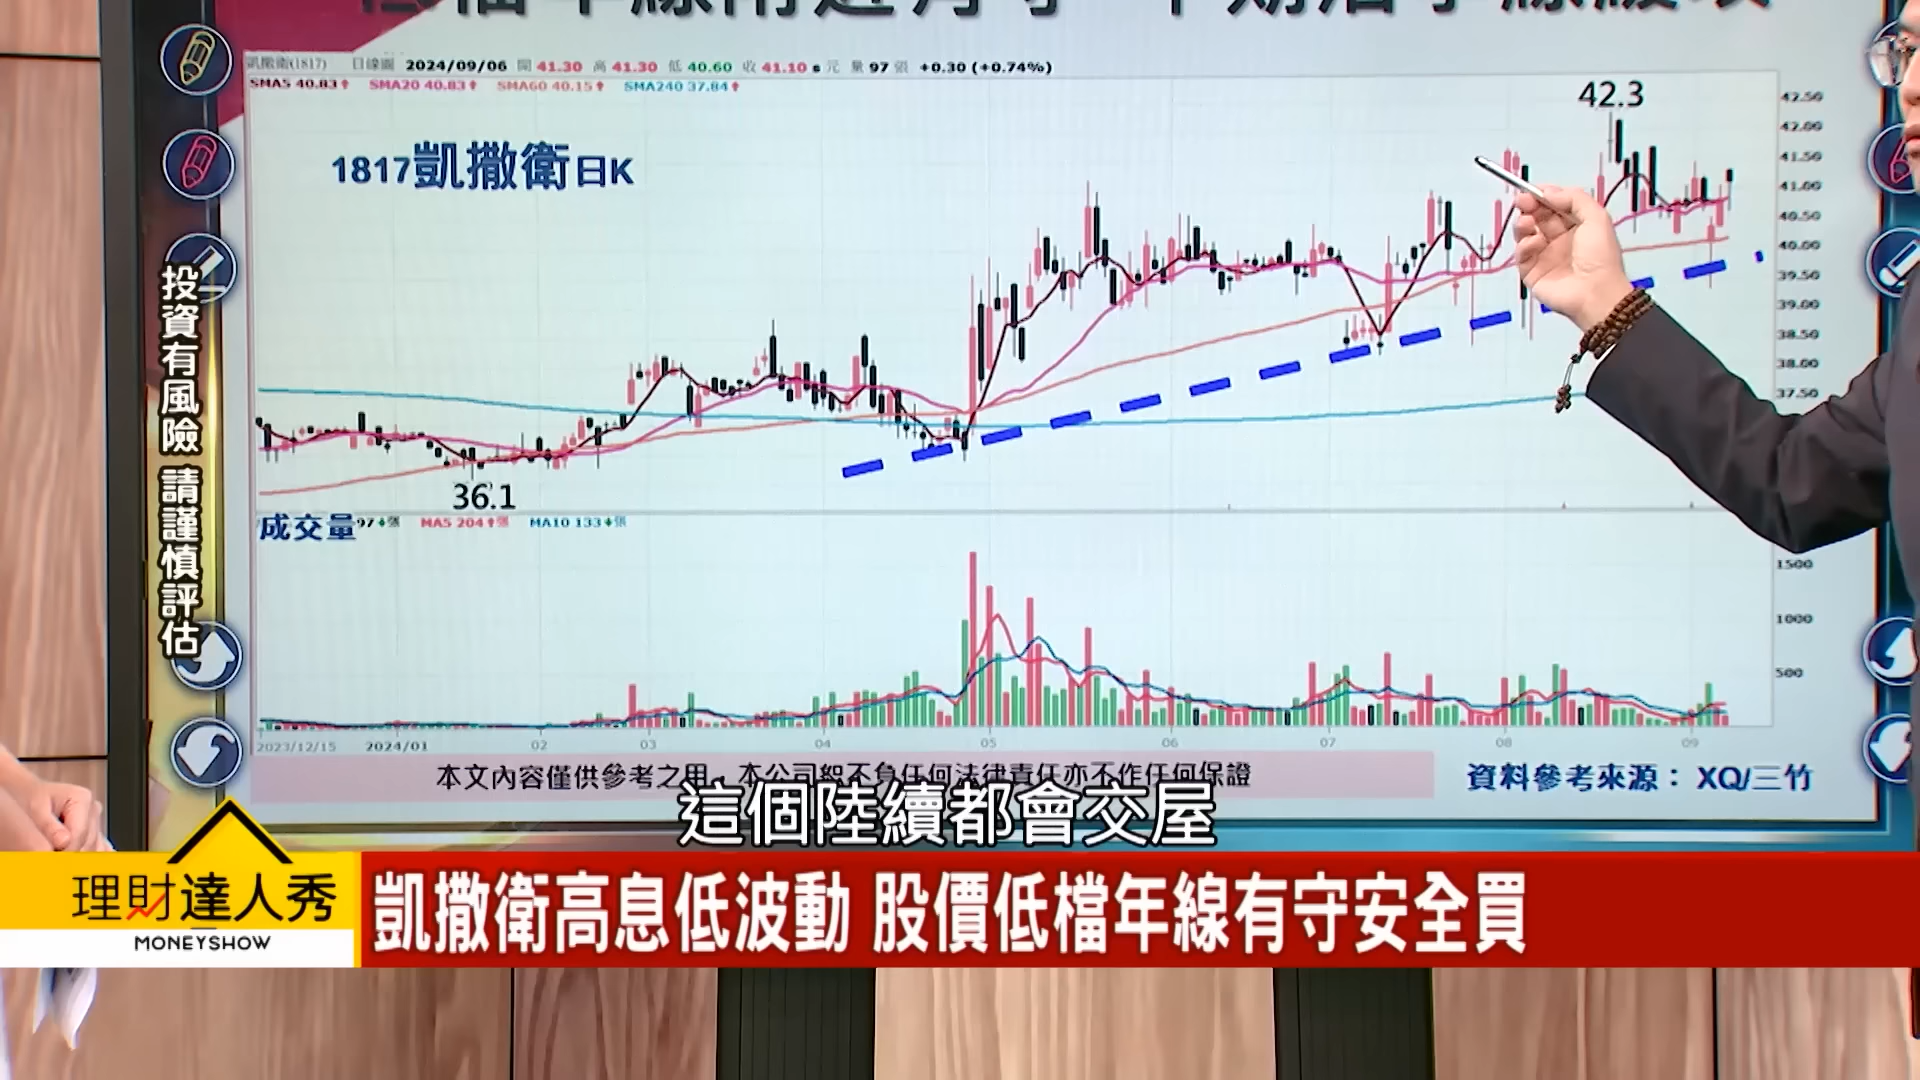 凱撒衛(1817) 日線圖 2024/09/06 開 41.30 高 41.30 低 40.60 收 41.10 s 元 量 97 張 +0.30 (+0.74%)
SMA5 40.83↑ SMA20 40.83↑ SMA60 40.15↑ SMA240 37.84↑
42.3
1817凱撒衛日K
36.1
42.50
42.00
41.50
41.00
40.50
40.00
39.50
39.00
38.50
38.00
37.50
成交量 97↓張 MA5 204↑張 MA10 133↓張
1500
1000
500
2023/12/15 2024/01 02 03 04 05 06 07 08 09
本文內容僅供參考之用，本公司恕不負任何法律責任亦不作任何保證
資料參考來源： XQ/三竹
投資有風險 請謹慎評估
這個陸續都會交屋
理財達人秀
MONEYSHOW
凱撒衛高息低波動 股價低檔年線有守安全買